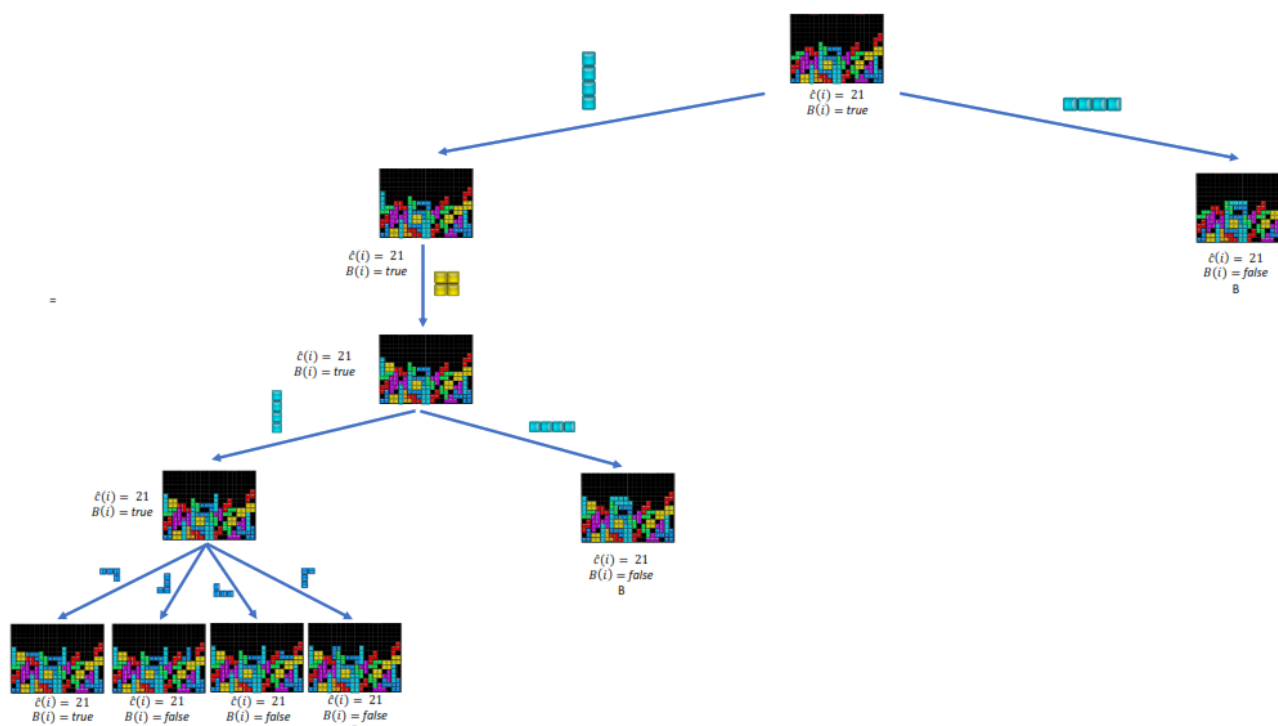 ĉ(i) = 21
B(i) = true
ĉ(i) = 21
B(i) = true
ĉ(i) = 21
B(i) = false
B
=
ĉ(i) = 21
B(i) = true
ĉ(i) = 21
B(i) = true
ĉ(i) = 21
B(i) = false
B
ĉ(i) = 21
B(i) = true
ĉ(i) = 21
B(i) = false
ĉ(i) = 21
B(i) = false
ĉ(i) = 21
B(i) = false